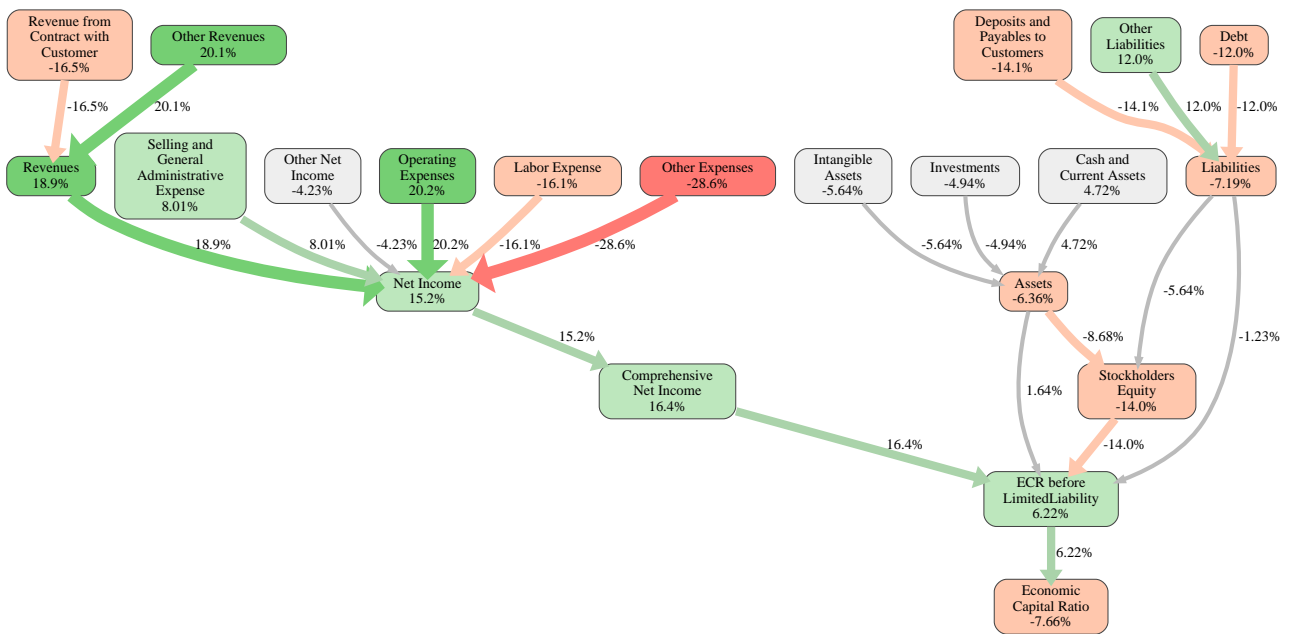 Revenue from
Contract with
Customer
-16.5%
Other Revenues
20.1%
Deposits and
Payables to
Customers
-14.1%
Other
Liabilities
12.0%
Debt
-12.0%
-16.5%
20.1%
-14.1%
12.0%
-12.0%
Revenues
18.9%
Selling and
General
Administrative
Expense
8.01%
Other Net
Income
-4.23%
Operating
Expenses
20.2%
Labor Expense
-16.1%
Other Expenses
-28.6%
Intangible
Assets
-5.64%
Investments
-4.94%
Cash and
Current Assets
4.72%
Liabilities
-7.19%
18.9%
8.01%
-4.23%
20.2%
-16.1%
-28.6%
-5.64%
-4.94%
4.72%
Net Income
15.2%
Assets
-6.36%
-5.64%
15.2%
-8.68%
-1.23%
Comprehensive
Net Income
16.4%
Stockholders
Equity
-14.0%
1.64%
16.4%
-14.0%
ECR before
LimitedLiability
6.22%
6.22%
Economic
Capital Ratio
-7.66%